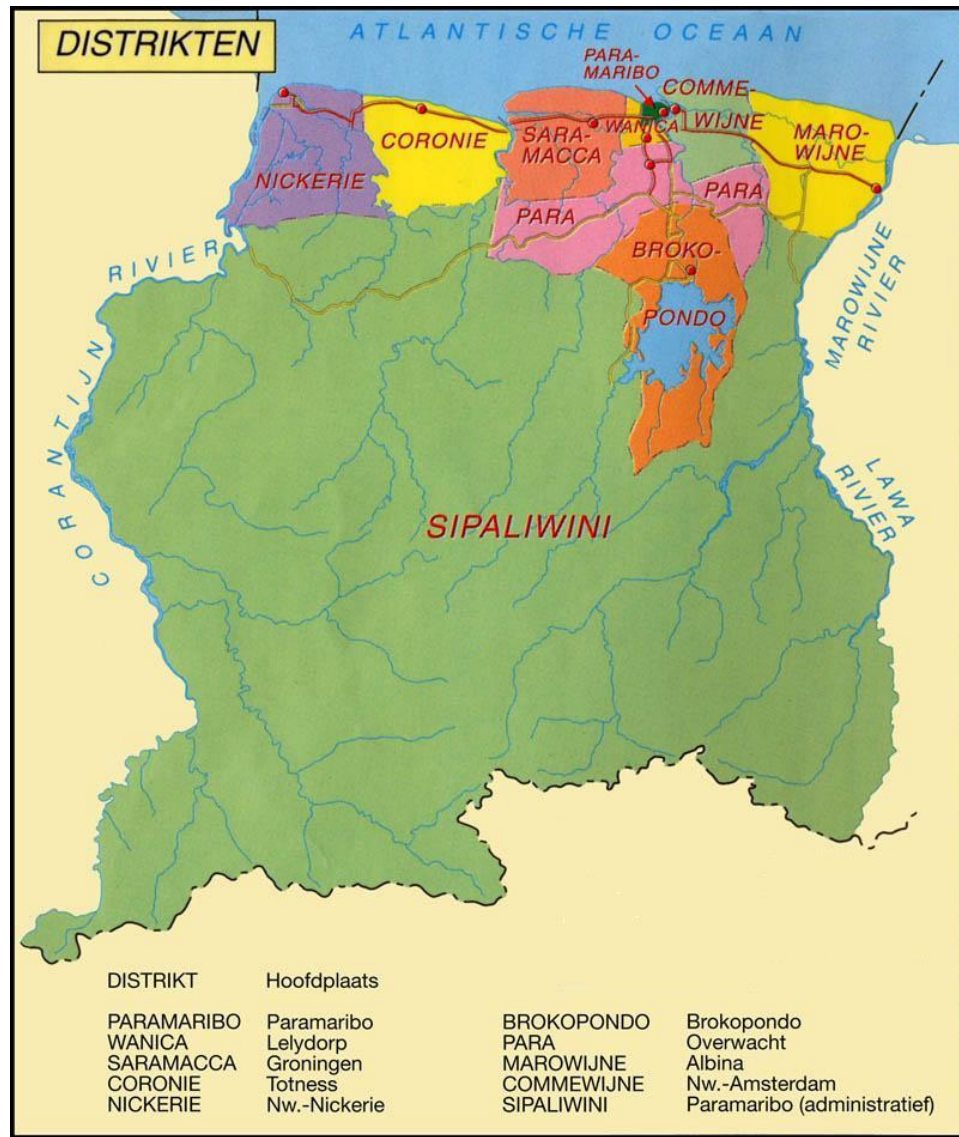 DISTRIKTEN
ATLANTISCHE OCEAAN
PARA-
MARIBO
COMME-
WIJNE
WANICA
CORONIE
SARA-
MACCA
MARO-
WIJNE
NICKERIE
PARA
PARA
BROKO-
PONDO
CORANTIJN RIVIER
MAROWIJNE
RIVIER
LAWA
RIVIER
SIPALIWINI
DISTRIKT Hoofdplaats
PARAMARIBO Paramaribo
WANICA Lelydorp
SARAMACCA Groningen
CORONIE Totness
NICKERIE Nw.-Nickerie
BROKOPONDO Brokopondo
PARA Overwacht
MAROWIJNE Albina
COMMEWIJNE Nw.-Amsterdam
SIPALIWINI Paramaribo (administratief)